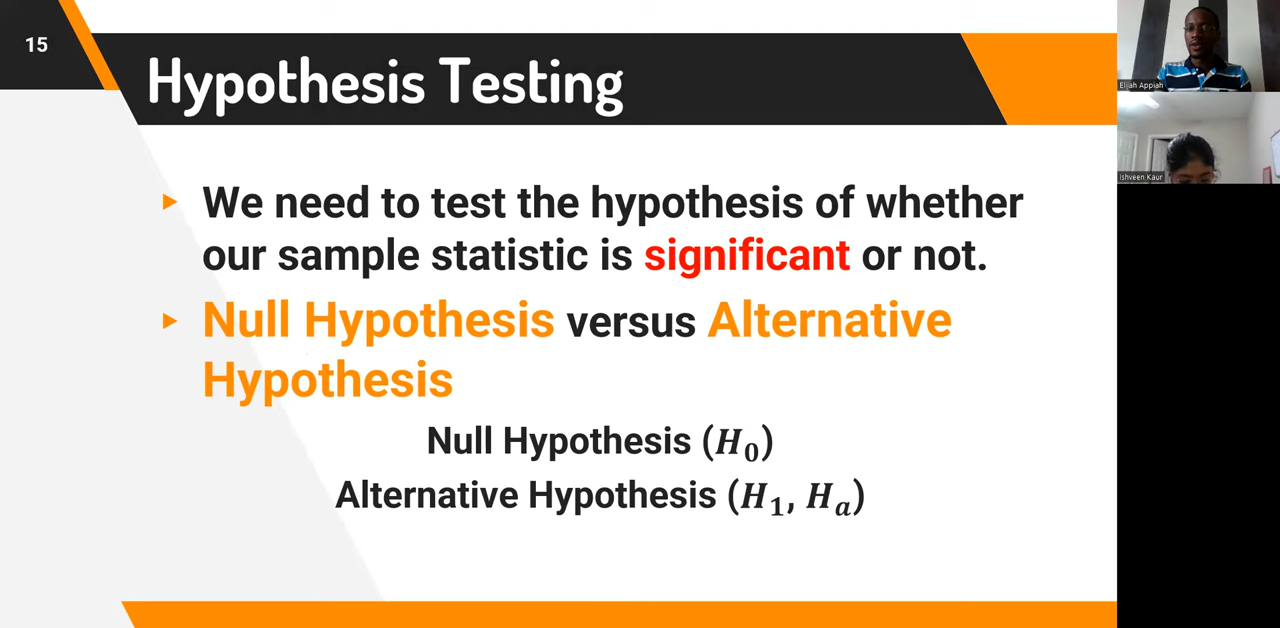 15
Hypothesis Testing
We need to test the hypothesis of whether
our sample statistic is significant or not.
Null Hypothesis versus Alternative
Hypothesis
Null Hypothesis (H₀)
Alternative Hypothesis (H₁, Hₐ)
Elijah Appiah
Ishveen Kaur